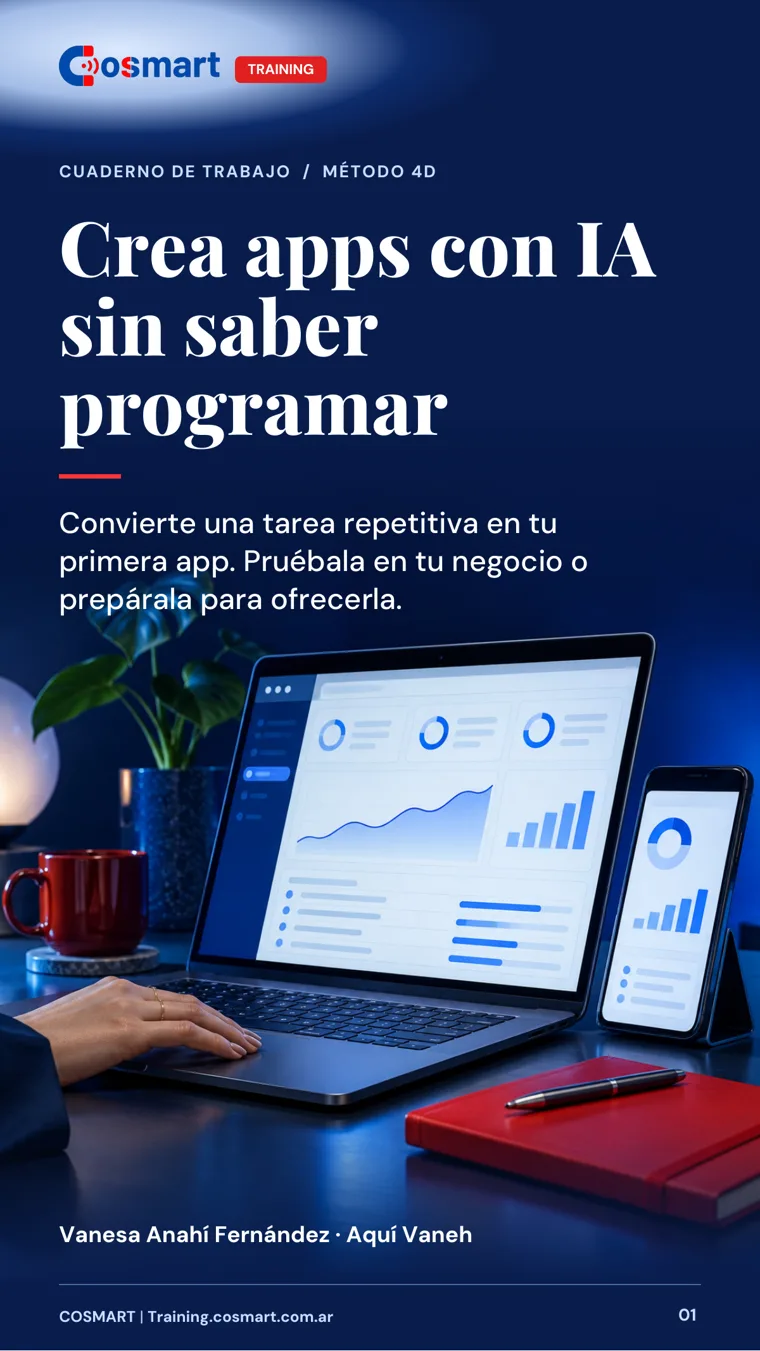 Cosmart TRAINING
CUADERNO DE TRABAJO / MÉTODO 4D
Crea apps con IA
sin saber
programar
Convierte una tarea repetitiva en tu
primera app. Pruébala en tu negocio o
prepárala para ofrecerla.
Vanesa Anahí Fernández · Aquí Vaneh
COSMART | Training.cosmart.com.ar 01